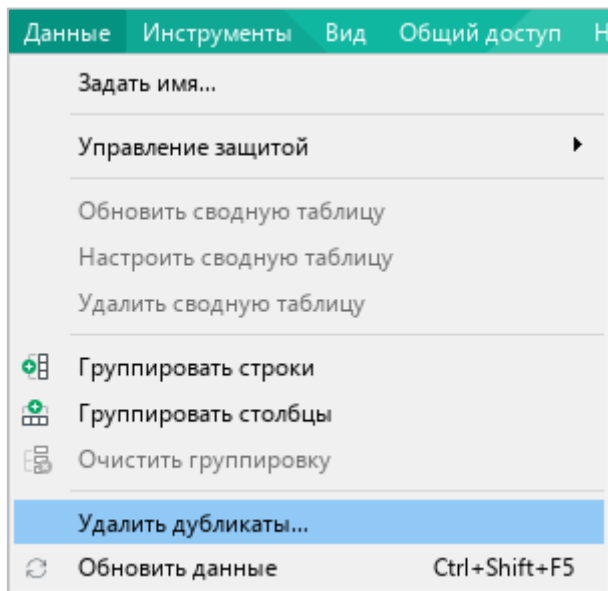 Данные Инструменты Вид Общий доступ
Задать имя...
Управление защитой
Обновить сводную таблицу
Настроить сводную таблицу
Удалить сводную таблицу
Группировать строки
Группировать столбцы
Очистить группировку
Удалить дубликаты...
Обновить данные Ctrl+Shift+F5